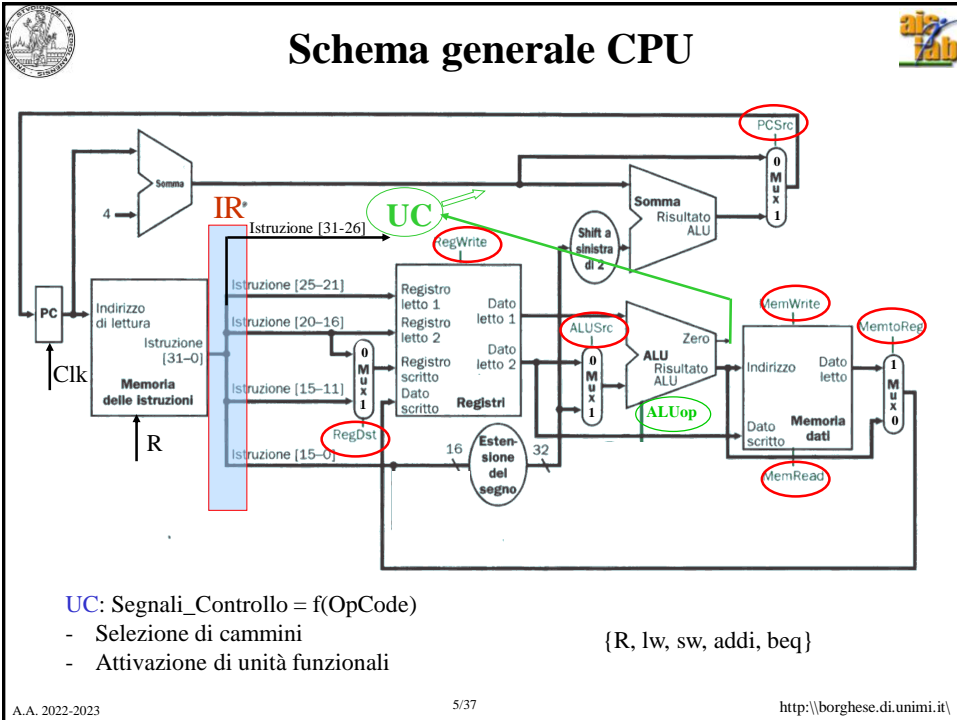 Schema generale CPU
ais
lab
PCSrc
0
M
u
x
1
Somma
4
IR
UC
Istruzione [31-26]
RegWrite
Shift a
sinistra
di 2
Somma
Risultato
ALU
PC
Clk
Indirizzo
di lettura
Istruzione
[31–0]
Memoria
delle istruzioni
R
Istruzione [25–21]
Istruzione [20–16]
Istruzione [15–11]
Istruzione [15–0]
0
M
u
x
1
RegDst
Registro
letto 1
Registro
letto 2
Registro
scritto
Dato
scritto
Dato
letto 1
Dato
letto 2
Registri
16
Esten-
sione
del
segno
32
ALUSrc
0
M
u
x
1
Zero
ALU
Risultato
ALU
ALUop
MemWrite
Indirizzo
Dato
letto
Dato
scritto
Memoria
dati
MemRead
MemtoReg
1
M
u
x
0
UC: Segnali_Controllo = f(OpCode)
- Selezione di cammini
- Attivazione di unità funzionali
{R, lw, sw, addi, beq}
A.A. 2022-2023
5/37
http:\\borghese.di.unimi.it\